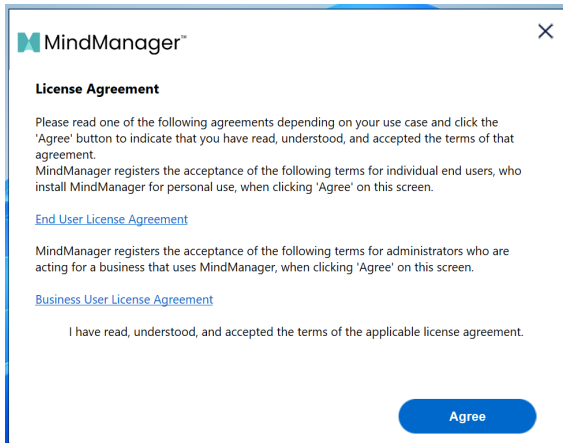 MindManager™
License Agreement
Please read one of the following agreements depending on your use case and click the
'Agree' button to indicate that you have read, understood, and accepted the terms of that
agreement.
MindManager registers the acceptance of the following terms for individual end users, who
install MindManager for personal use, when clicking 'Agree' on this screen.
End User License Agreement
MindManager registers the acceptance of the following terms for administrators who are
acting for a business that uses MindManager, when clicking 'Agree' on this screen.
Business User License Agreement
I have read, understood, and accepted the terms of the applicable license agreement.
Agree